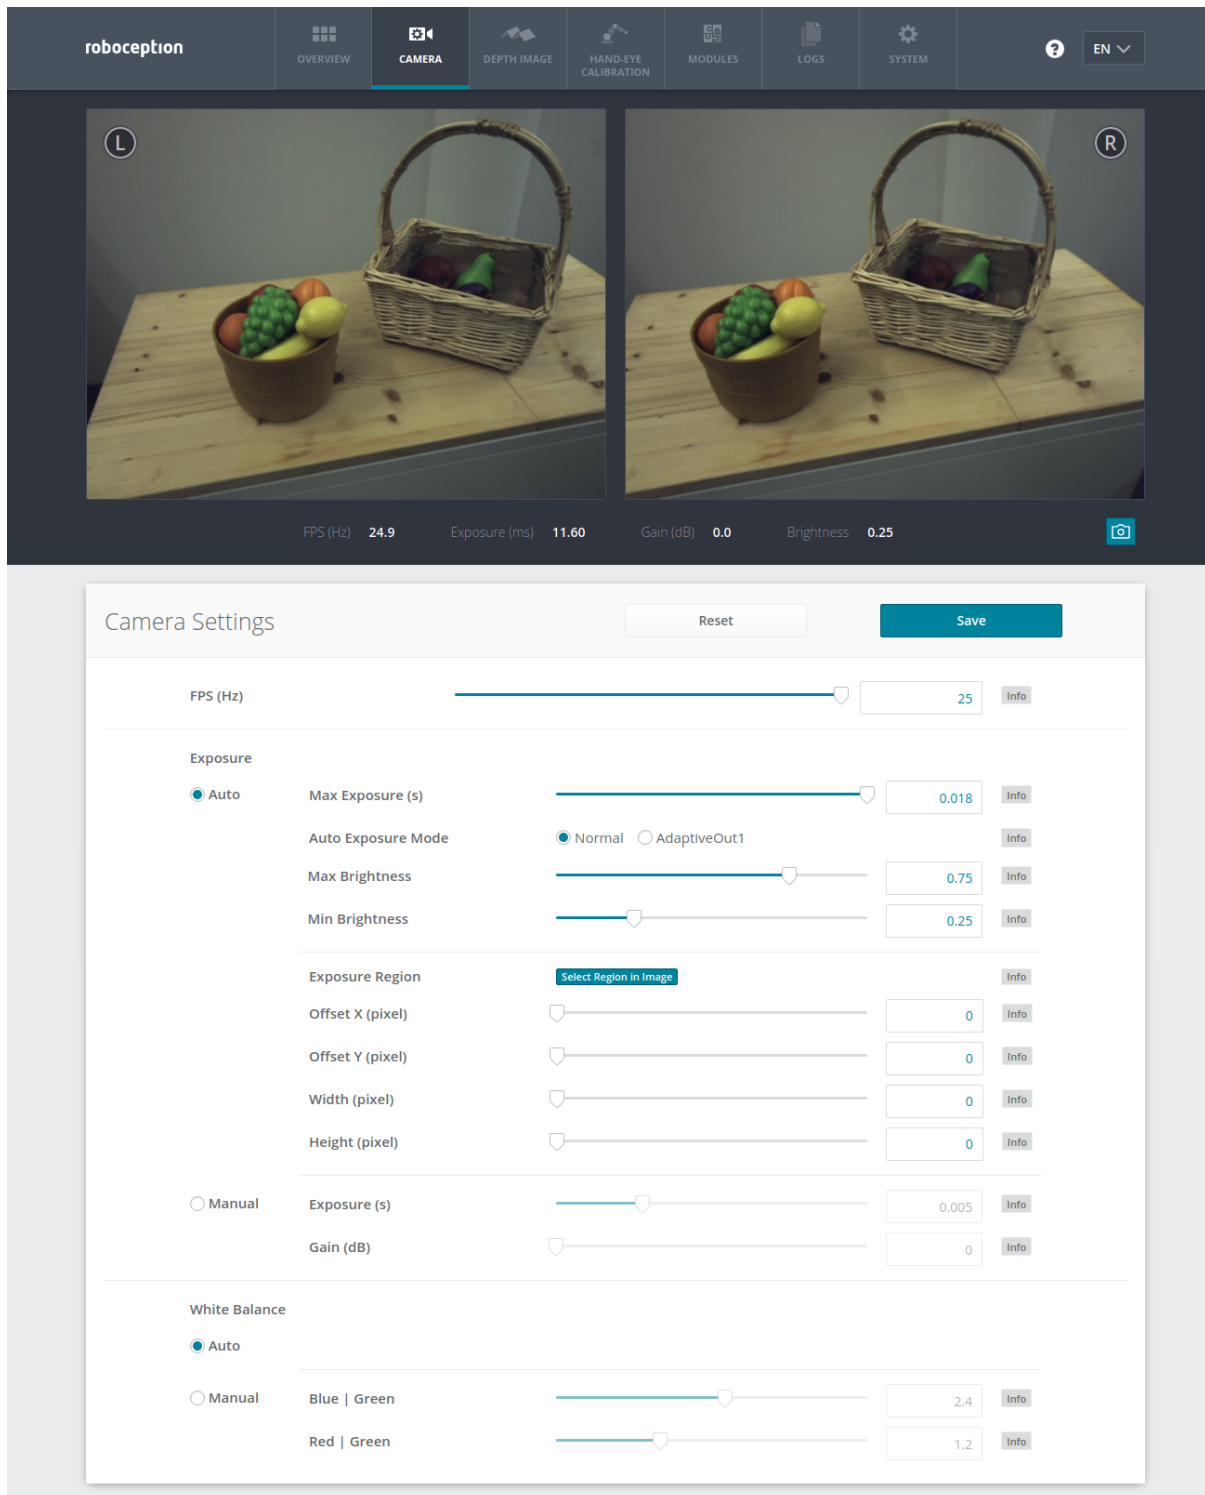 roboception
OVERVIEW
CAMERA
DEPTH IMAGE
HAND-EYE
CALIBRATION
MODULES
LOGS
SYSTEM
?
EN
L
R
FPS (Hz) 24.9 Exposure (ms) 11.60 Gain (dB) 0.0 Brightness 0.25
Camera Settings
Reset
Save
FPS (Hz) 25 Info
Exposure
Auto Max Exposure (s) 0.018 Info
Auto Exposure Mode Normal AdaptiveOut1 Info
Max Brightness 0.75 Info
Min Brightness 0.25 Info
Exposure Region Select Region in Image Info
Offset X (pixel) 0 Info
Offset Y (pixel) 0 Info
Width (pixel) 0 Info
Height (pixel) 0 Info
Manual Exposure (s) 0.005 Info
Gain (dB) 0 Info
White Balance
Auto
Manual Blue | Green 2.4 Info
Red | Green 1.2 Info